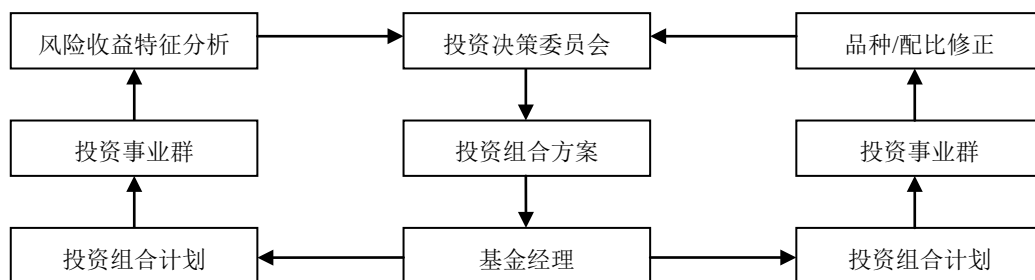 风险收益特征分析
投资决策委员会
品种/配比修正
投资事业群
投资组合方案
投资事业群
投资组合计划
基金经理
投资组合计划